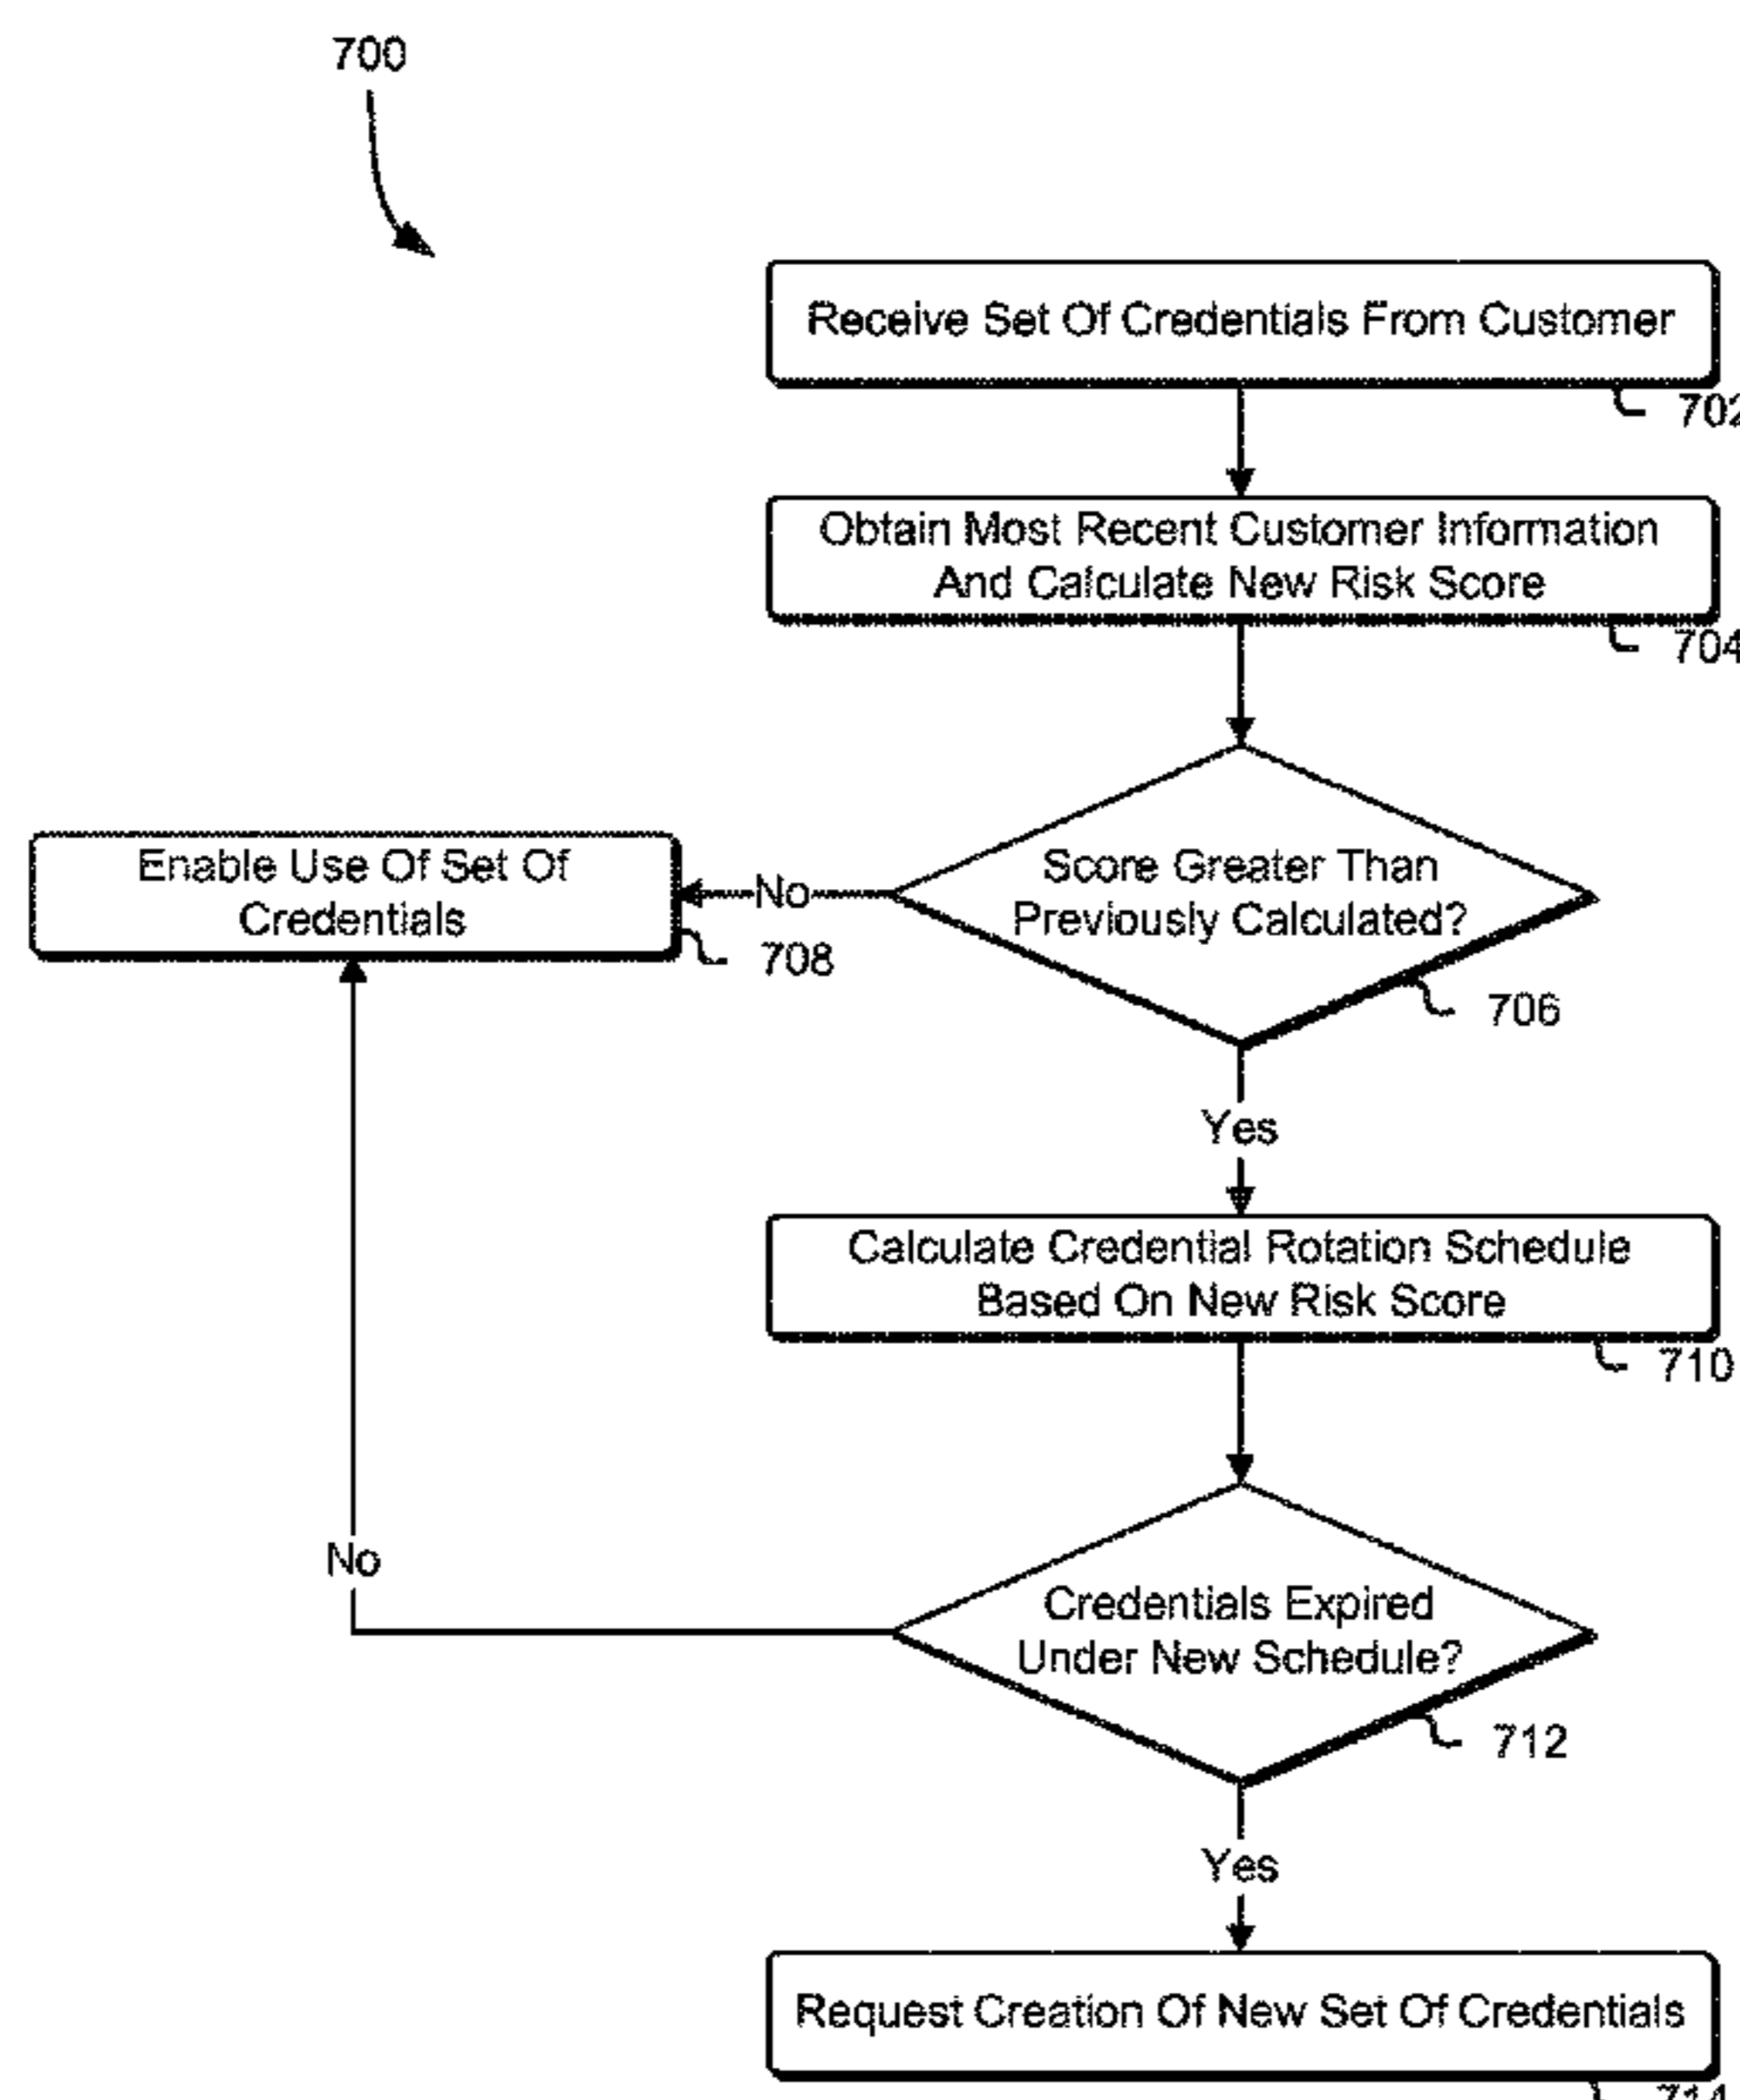 700
Receive Set Of Credentials From Customer
702
Obtain Most Recent Customer Information
And Calculate New Risk Score
704
Score Greater Than
Previously Calculated?
706
No
Enable Use Of Set Of
Credentials
708
Yes
Calculate Credential Rotation Schedule
Based On New Risk Score
710
Credentials Expired
Under New Schedule?
712
No
Yes
Request Creation Of New Set Of Credentials
714